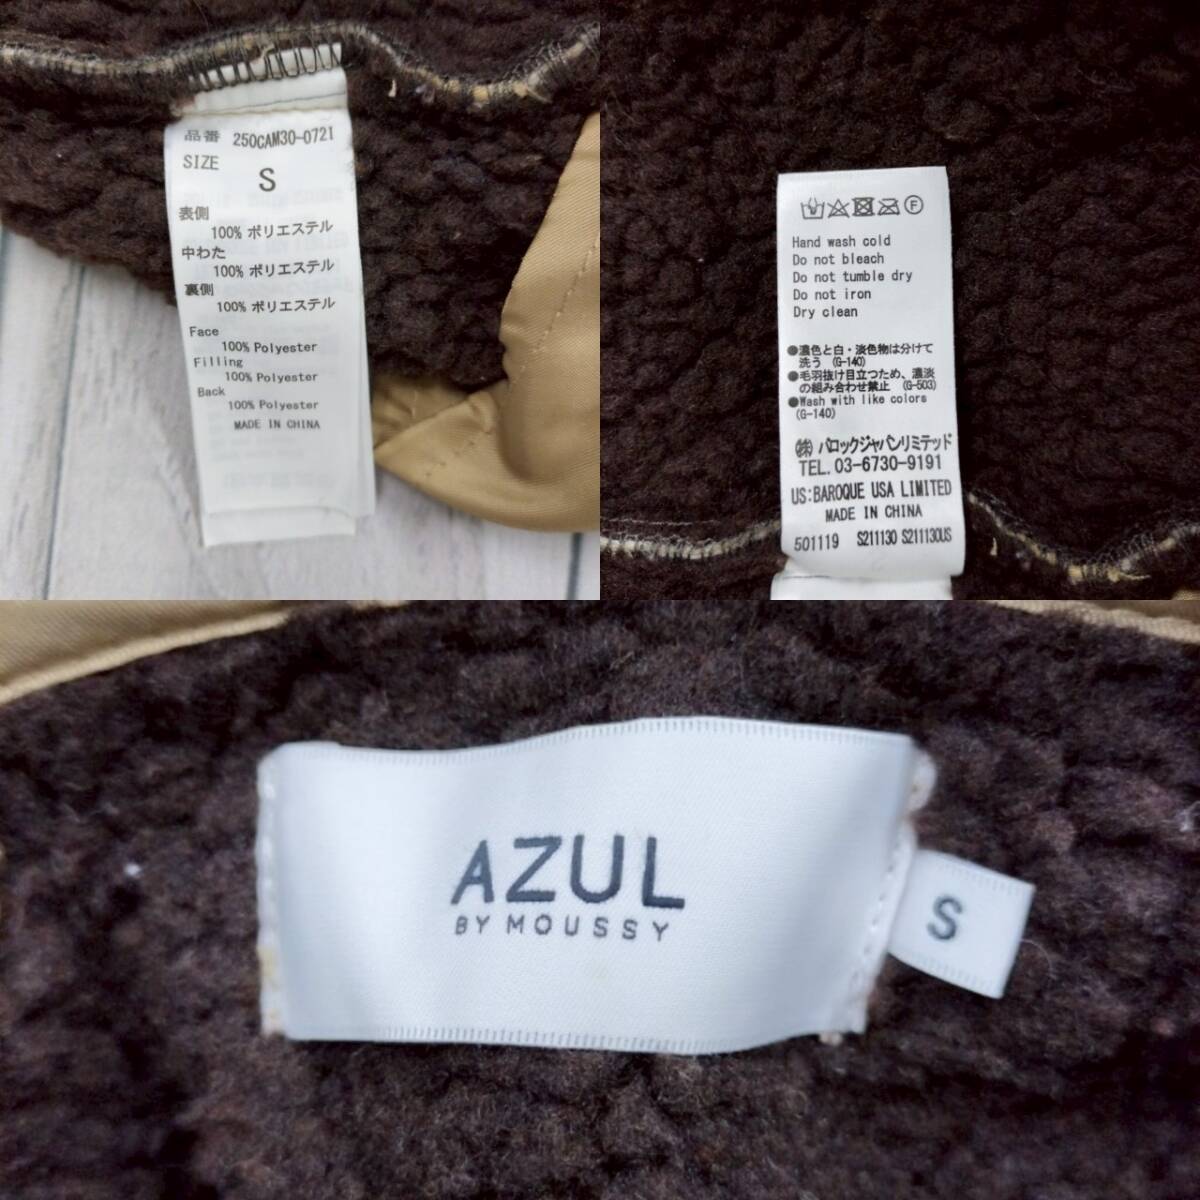 品番 250CAM30-0721
SIZE
S
表側
100% ポリエステル
中わた
100% ポリエステル
裏側
100% ポリエステル
Face
100% Polyester
Filling
100% Polyester
Back
100% Polyester
MADE IN CHINA
F
Hand wash cold
Do not bleach
Do not tumble dry
Do not iron
Dry clean
●濃色と白・淡色物は分けて
洗う (G-140)
●毛羽抜け目立つため、濃淡
の組み合わせ禁止 (G-503)
●Wash with like colors
(G-140)
㈱ バロックジャパンリミテッド
TEL. 03-6730-9191
US:BAROQUE USA LIMITED
MADE IN CHINA
501119 S211130 S211130US
AZUL
BY MOUSSY
S